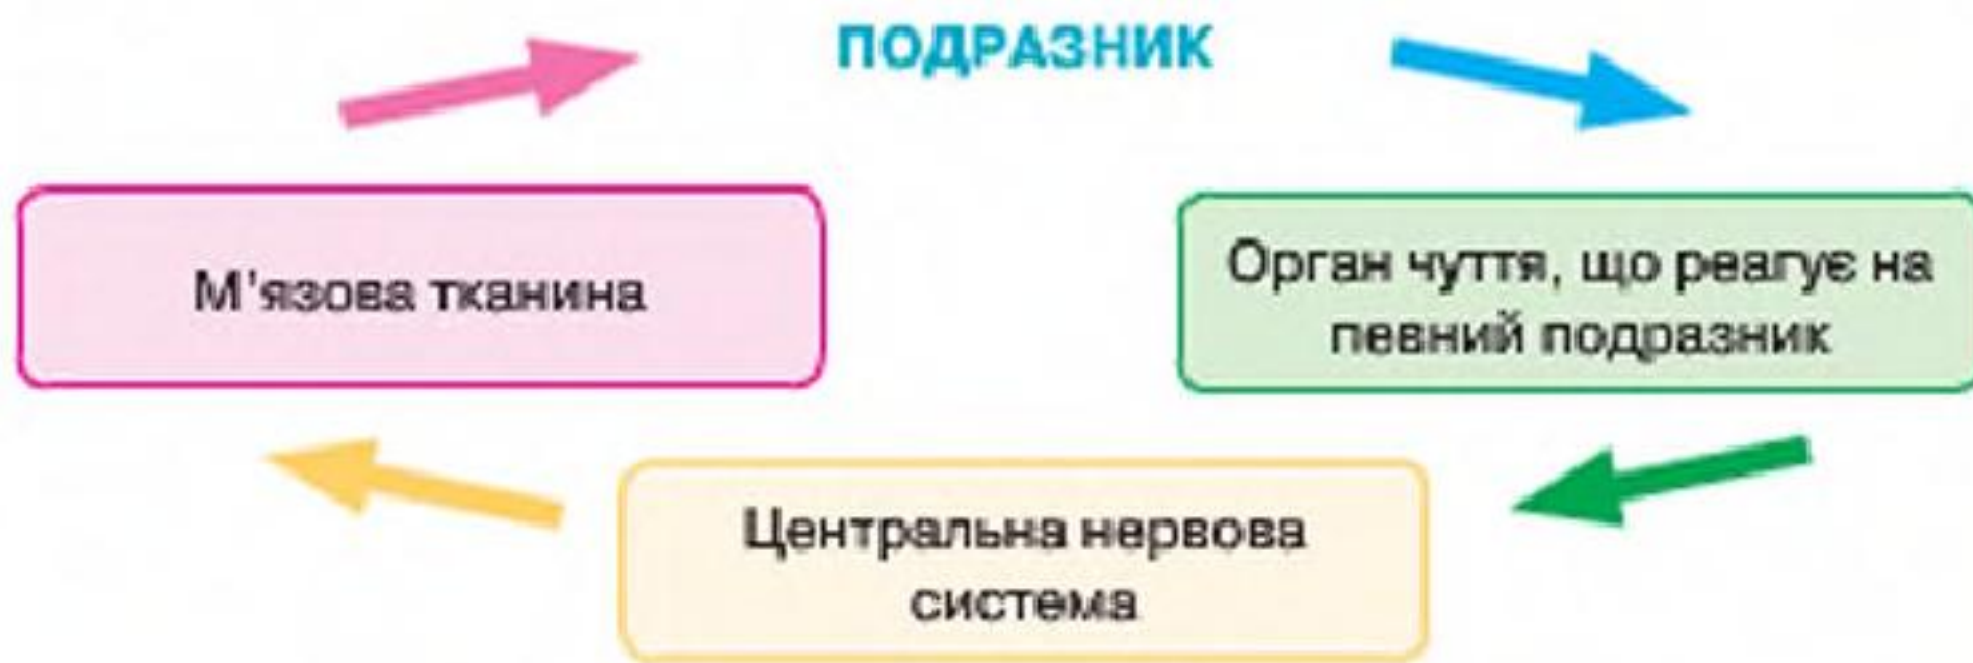 ПОДРАЗНИК
М'язова тканина
Орган чуття, що реагує на
певний подразник
Центральна нервова
система